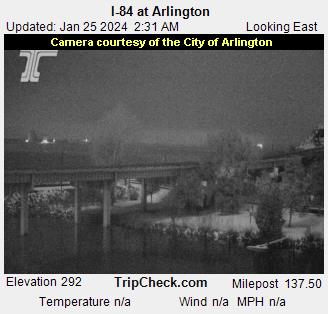 I-84 at Arlington
Updated: Jan 25 2024 2:31 AM Looking East
Camera courtesy of the City of Arlington
Elevation 292 TripCheck.com Milepost 137.50
Temperature n/a Wind n/a MPH n/a